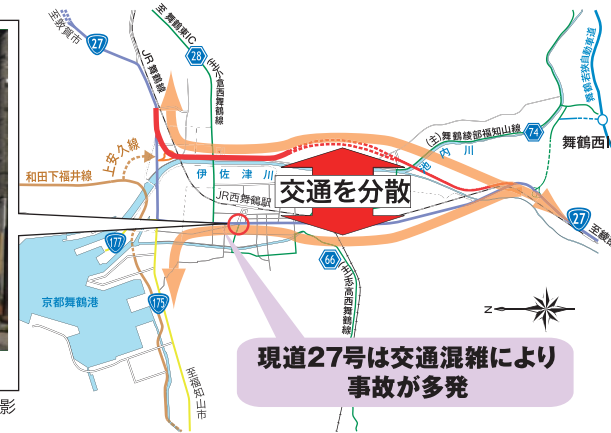 至敦賀市
27
JR舞鶴線
至 舞鶴東IC
28
(主)小倉西舞鶴線
舞鶴若狭自動車道
(主)舞鶴綾部福知山線
74
舞鶴西
上安久線
和田下福井線
伊佐津川
池内川
JR西舞鶴駅
交通を分散
27
至綾
177
66
(主)志高西舞鶴線
京都舞鶴港
175
N
至福知山市
現道27号は交通混雑により
事故が多発
影